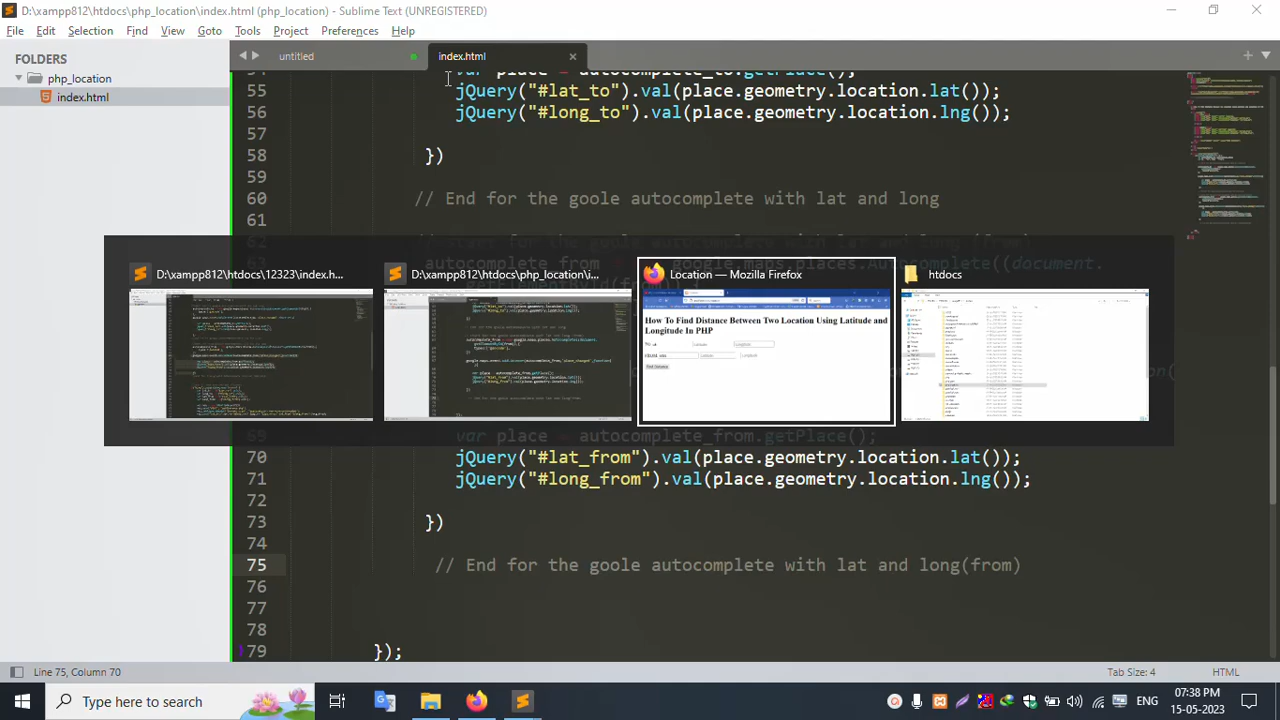 D:\xampp812\htdocs\php_location\index.html (php_location) - Sublime Text (UNREGISTERED)
File Edit Selection Find View Goto Tools Project Preferences Help
FOLDERS
php_location
index.html
untitled
index.html
54 var place = autocomplete_to.getPlace();
55 jQuery("#lat_to").val(place.geometry.location.lat());
56 jQuery("#long_to").val(place.geometry.location.lng());
57
58 })
59
60 // End for the goole autocomplete with lat and long
61
D:\xampp812\htdocs\12323\index.h...
D:\xampp812\htdocs\php_location\i...
Location — Mozilla Firefox
htdocs
How To Find Distance Between Two Location Using Latitude and
Longitude In PHP
69 var place autocomplete_from.getPlace();
70 jQuery("#lat_from").val(place.geometry.location.lat());
71 jQuery("#long_from").val(place.geometry.location.lng());
72
73 })
74
75 // End for the goole autocomplete with lat and long(from)
76
77
78
79 });
Line 75, Column 70
Tab Size: 4
HTML
Type here to search
ENG
07:38 PM
15-05-2023